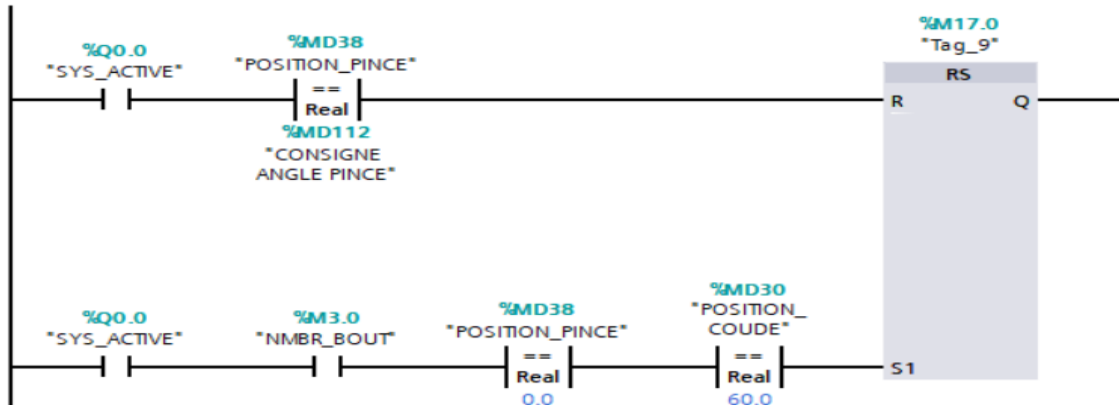 %M17.0
"Tag_9"
%Q0.0
"SYS_ACTIVE"
%MD38
"POSITION_PINCE"
==
Real
%MD112
"CONSIGNE
ANGLE PINCE"
RS
R Q
%Q0.0
"SYS_ACTIVE"
%M3.0
"NMBR_BOUT"
%MD38
"POSITION_PINCE"
==
Real
0.0
%MD30
"POSITION_
COUDE"
==
Real
60.0
S1